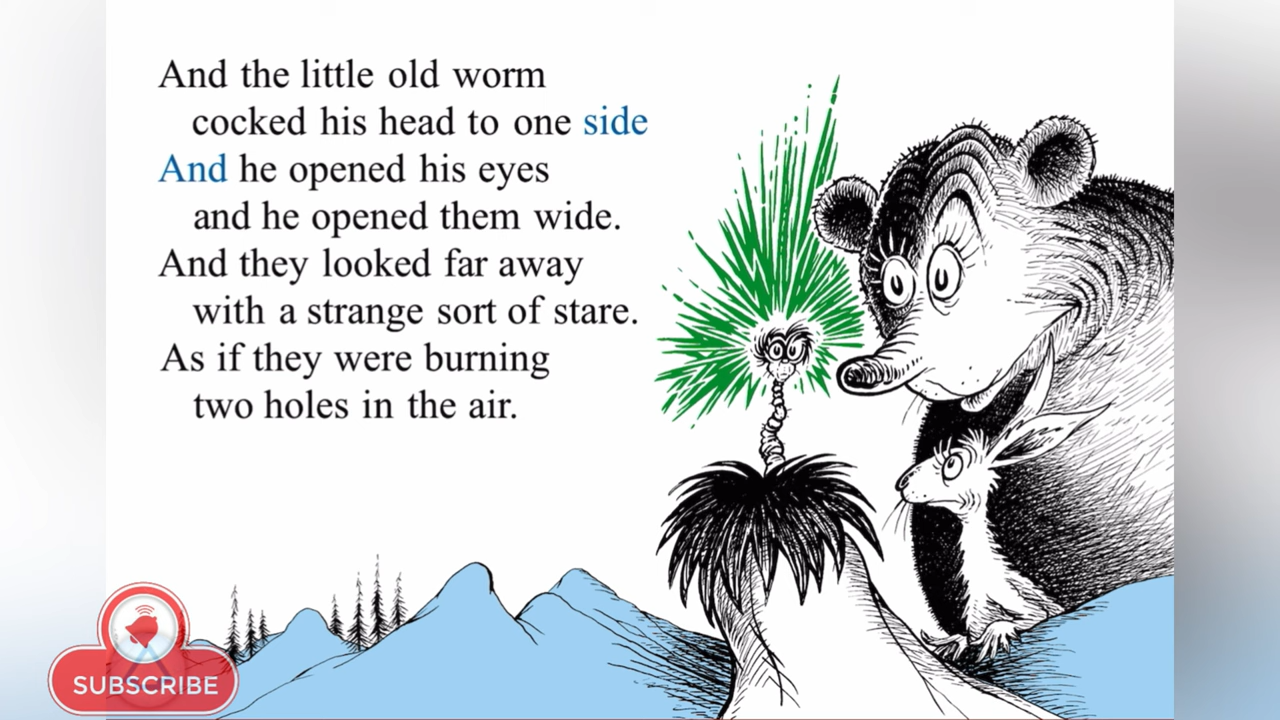 And the little old worm
cocked his head to one side
And he opened his eyes
and he opened them wide.
And they looked far away
with a strange sort of stare.
As if they were burning
two holes in the air.
SUBSCRIBE